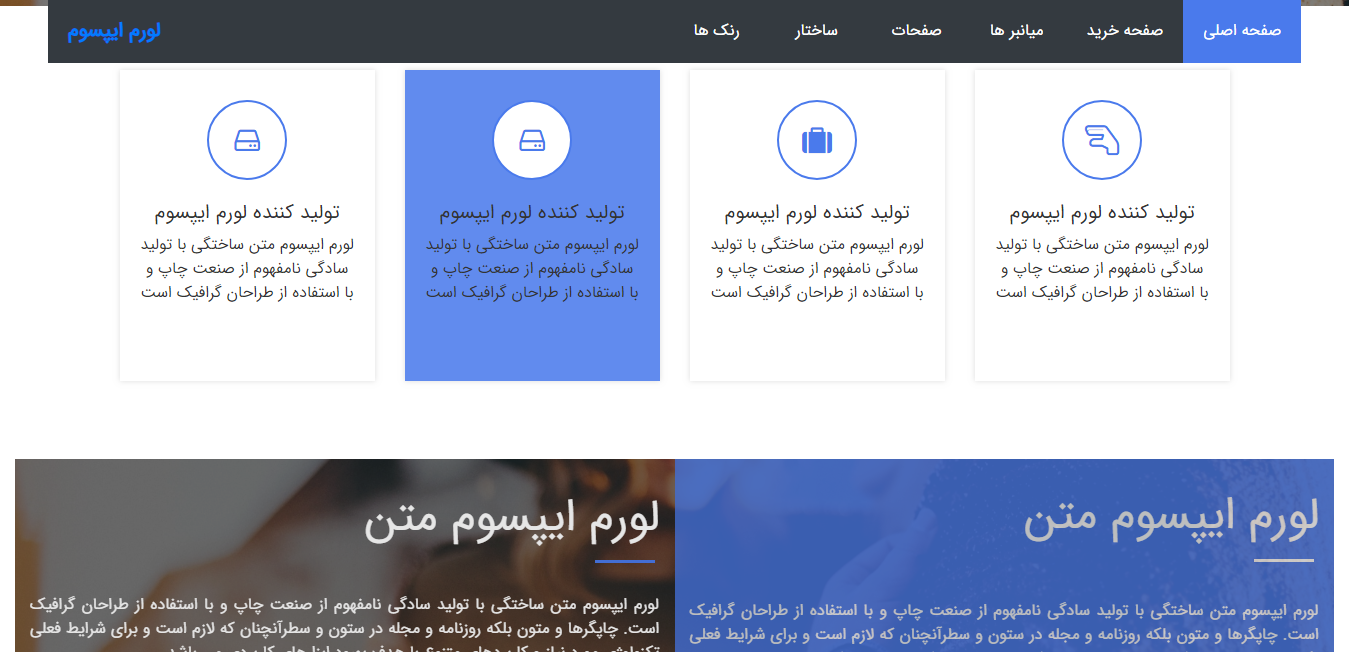 صفحه اصلی
صفحه خرید
میانبر ها
صفحات
ساختار
رنک ها
لورم ایپسوم
تولید کننده لورم ایپسوم
لورم ایپسوم متن ساختگی با تولید
سادگی نامفهوم از صنعت چاپ و
با استفاده از طراحان گرافیک است
تولید کننده لورم ایپسوم
لورم ایپسوم متن ساختگی با تولید
سادگی نامفهوم از صنعت چاپ و
با استفاده از طراحان گرافیک است
تولید کننده لورم ایپسوم
لورم ایپسوم متن ساختگی با تولید
سادگی نامفهوم از صنعت چاپ و
با استفاده از طراحان گرافیک است
تولید کننده لورم ایپسوم
لورم ایپسوم متن ساختگی با تولید
سادگی نامفهوم از صنعت چاپ و
با استفاده از طراحان گرافیک است
لورم ایپسوم متن
لورم ایپسوم متن ساختگی با تولید سادگی نامفهوم از صنعت چاپ و با استفاده از طراحان گرافیک
است. چاپگرها و متون بلکه روزنامه و مجله در ستون و سطرآنچنان که لازم است و برای شرایط فعلی
لورم ایپسوم متن
لورم ایپسوم متن ساختگی با تولید سادگی نامفهوم از صنعت چاپ و با استفاده از طراحان گرافیک
است. چاپگرها و متون بلکه روزنامه و مجله در ستون و سطرآنچنان که لازم است و برای شرایط فعلی